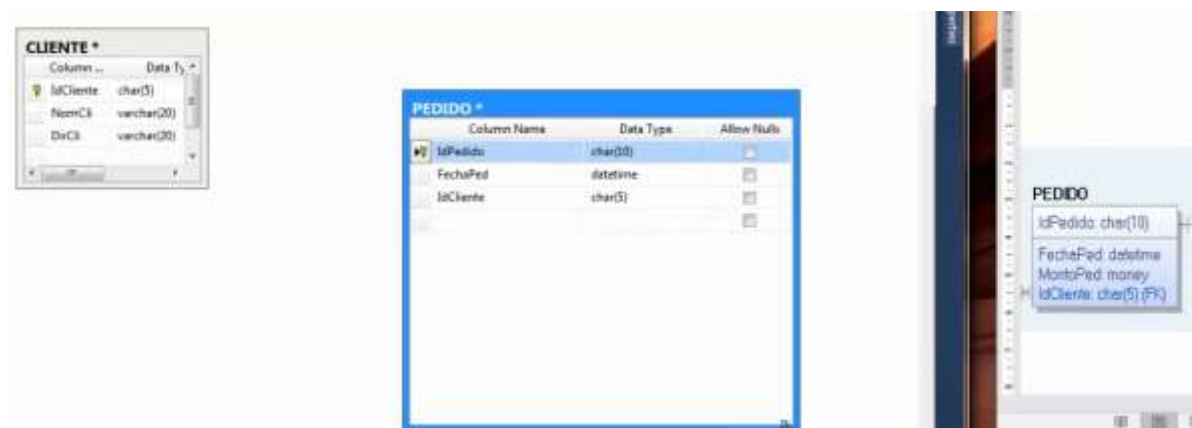 CLIENTE *
Column ... Data Ty
IdCliente char(5)
NomCli varchar(20)
DirCli varchar(20)
PEDIDO *
Column Name Data Type Allow Nulls
IdPedido char(10)
FechaPed datetime
IdCliente char(5)
PEDIDO
IdPedido: char(10)
FechaPed: datetime
MontoPed: money
IdCliente: char(5) (FK)